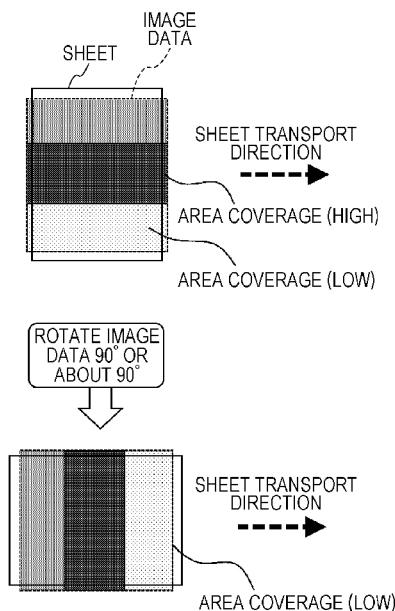 IMAGE
DATA
SHEET
SHEET TRANSPORT
DIRECTION
AREA COVERAGE (HIGH)
AREA COVERAGE (LOW)
ROTATE IMAGE
DATA 90° OR
ABOUT 90°
SHEET TRANSPORT
DIRECTION
AREA COVERAGE (LOW)